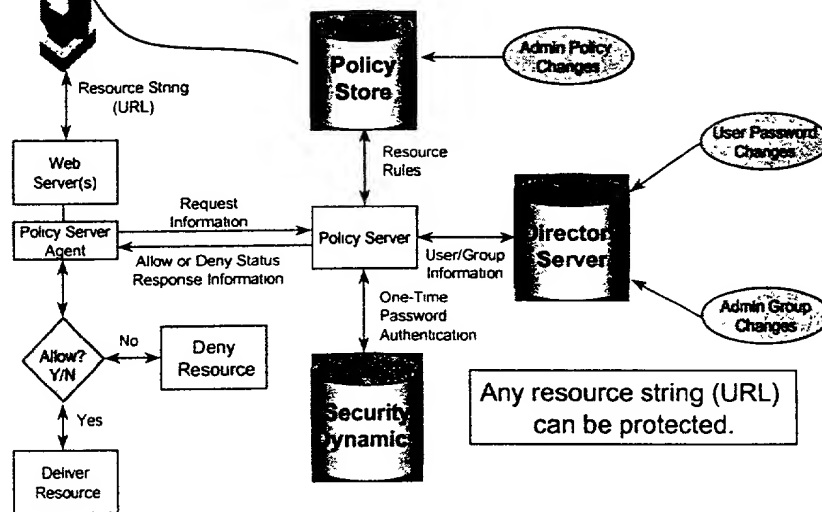 Policy
Store
Admin Policy
Changes
Resource String
(URL)
User Password
Changes
Web
Server(s)
Resource
Rules
Request
Information
Policy Server
Agent
Policy Server
Director
Server
Allow or Deny Status
Response Information
User/Group
Information
One-Time
Password
Authentication
Admin Group
Changes
Allow?
Y/N
No
Deny
Resource
Any resource string (URL)
can be protected.
Security
Dynamic
Yes
Deliver
Resource